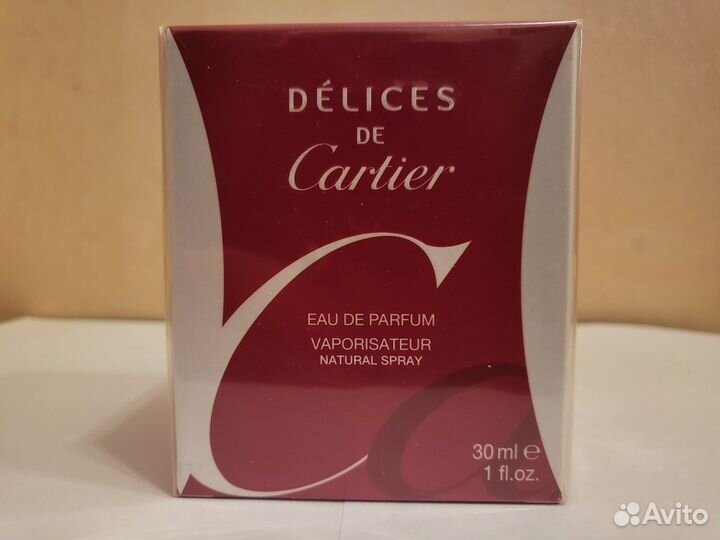 DÉLICES
DE
Cartier
EAU DE PARFUM
VAPORISATEUR
NATURAL SPRAY
30 ml e
1 fl.oz.
Avito